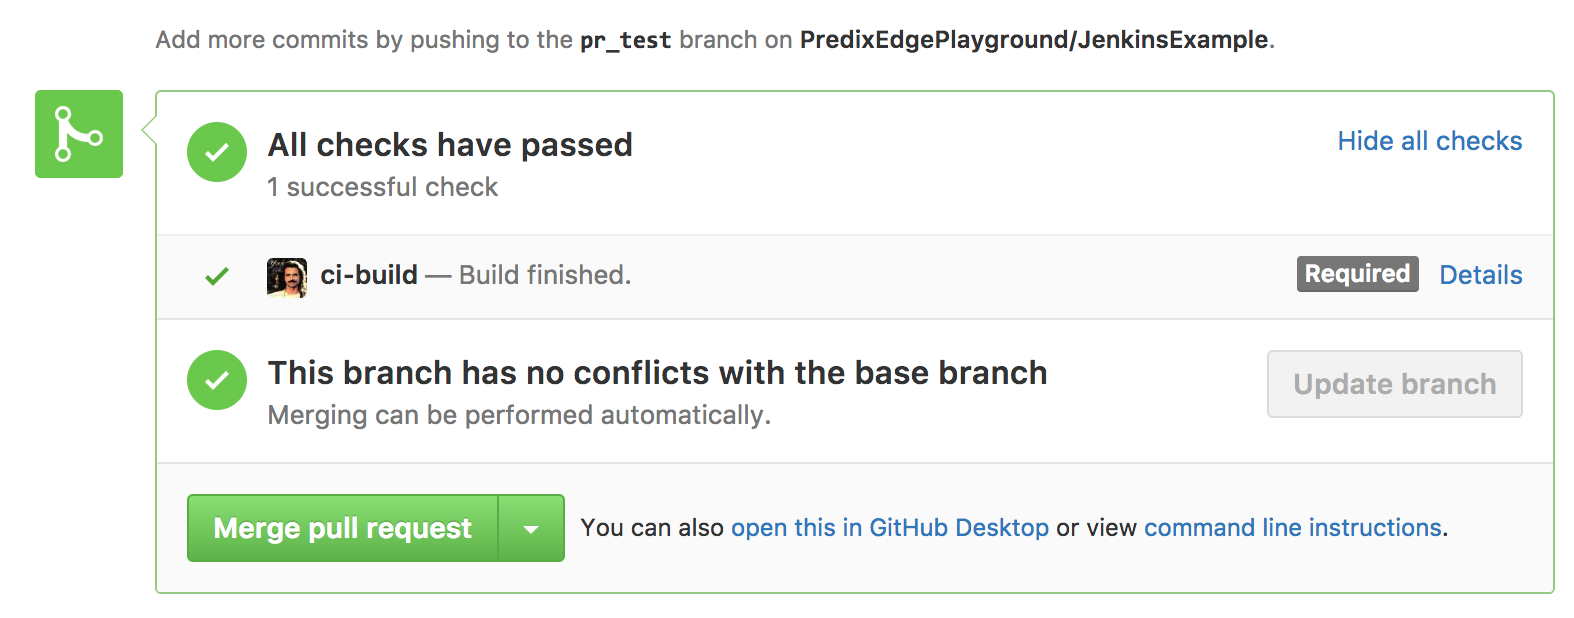 Add more commits by pushing to the pr_test branch on PredixEdgePlayground/JenkinsExample.
All checks have passed
Hide all checks
1 successful check
ci-build — Build finished. Required Details
This branch has no conflicts with the base branch
Update branch
Merging can be performed automatically.
Merge pull request You can also open this in GitHub Desktop or view command line instructions.